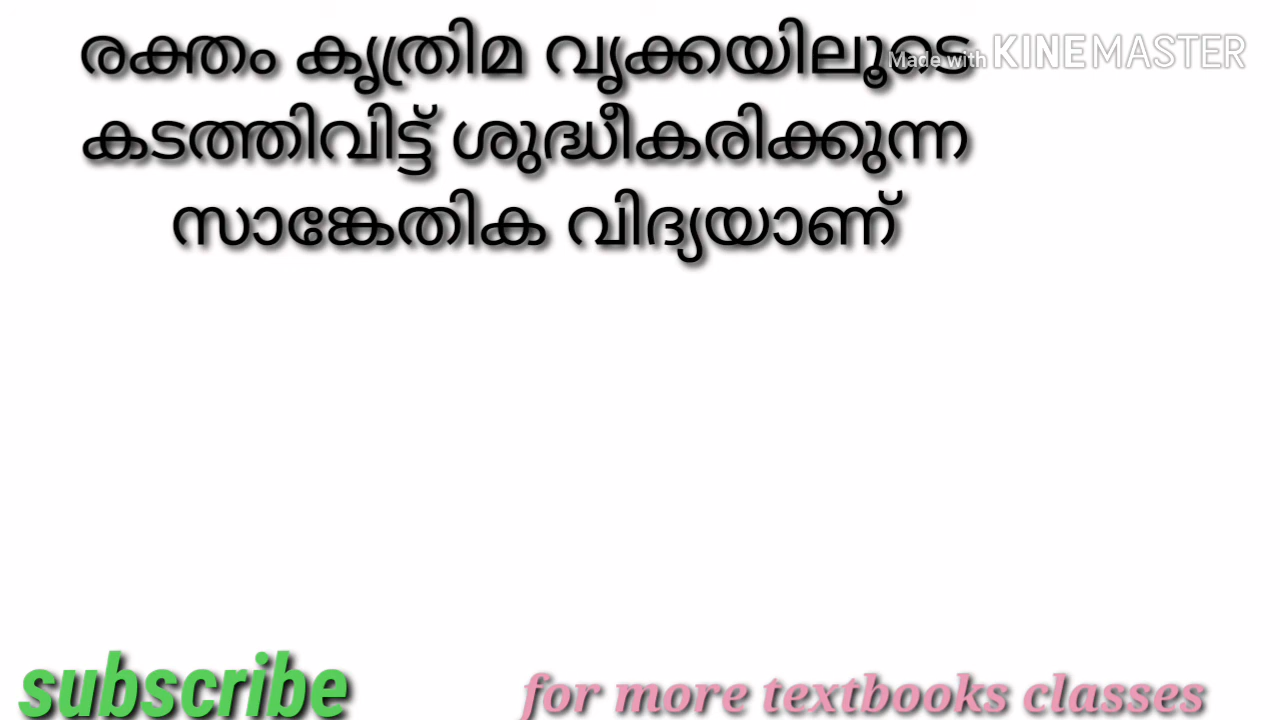 രക്തം കൃത്രിമ വൃക്കയിലൂടെ
Made with KINEMASTER
കടത്തിവിട്ട് ശുദ്ധീകരിക്കുന്ന
സാങ്കേതിക വിദ്യയാണ്
subscribe
for more textbooks classes